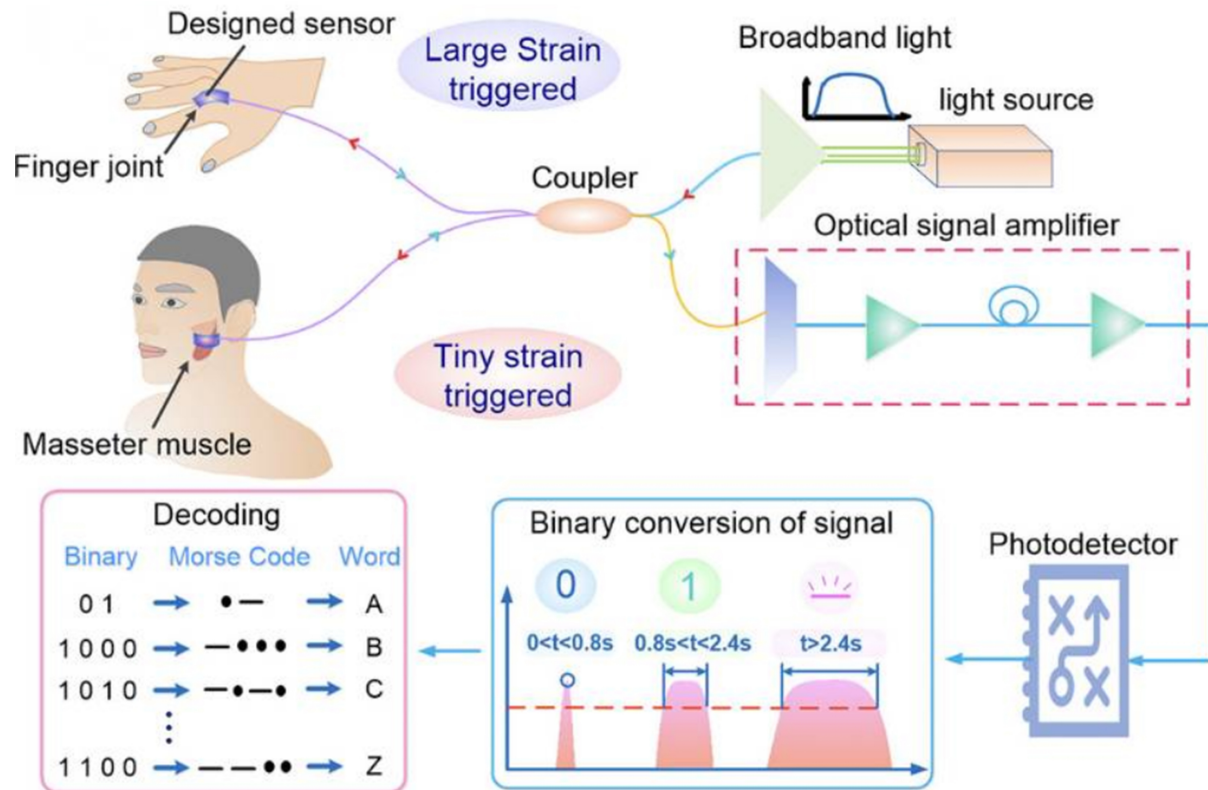 Designed sensor
Finger joint
Large Strain
triggered
Broadband light
light source
Coupler
Optical signal amplifier
Tiny strain
triggered
Masseter muscle
Decoding
Binary Morse Code Word
0 1 A
1 0 0 0 B
1 0 1 0 C
1 1 0 0 Z
Binary conversion of signal
0 1
0<t<0.8s 0.8s<t<2.4s t>2.4s
Photodetector